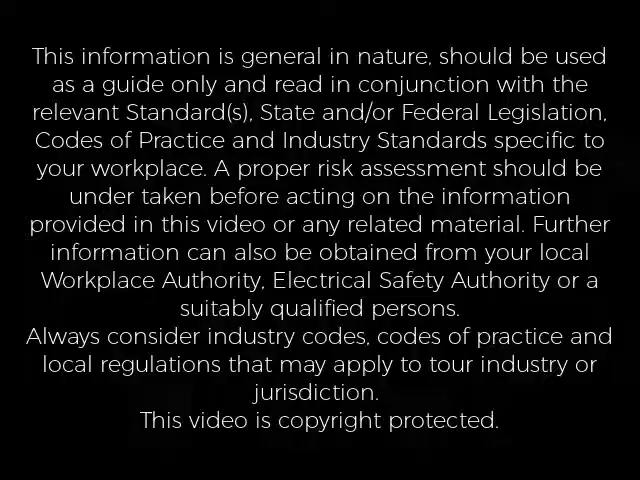 This information is general in nature, should be used
as a guide only and read in conjunction with the
relevant Standard(s), State and/or Federal Legislation,
Codes of Practice and Industry Standards specific to
your workplace. A proper risk assessment should be
under taken before acting on the information
provided in this video or any related material. Further
information can also be obtained from your local
Workplace Authority, Electrical Safety Authority or a
suitably qualified persons.
Always consider industry codes, codes of practice and
local regulations that may apply to tour industry or
jurisdiction.
This video is copyright protected.